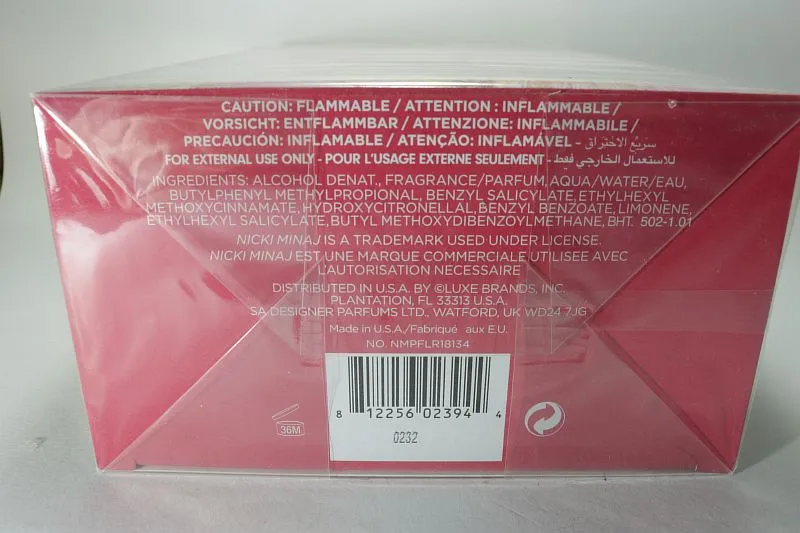 CAUTION: FLAMMABLE / ATTENTION : INFLAMMABLE /
VORSICHT: ENTFLAMMBAR / ATTENZIONE: INFLAMMABILE /
PRECAUCIÓN: INFLAMABLE / ATENÇÃO: INFLAMÁVEL - سريع الاختراق
FOR EXTERNAL USE ONLY - POUR L'USAGE EXTERNE SEULEMENT - للاستعمال الخارجي فقط
INGREDIENTS: ALCOHOL DENAT., FRAGRANCE/PARFUM, AQUA/WATER/EAU,
BUTYLPHENYL METHYLPROPIONAL, BENZYL SALICYLATE, ETHYLHEXYL
METHOXYCINNAMATE, HYDROXYCITRONELLAL, BENZYL BENZOATE, LIMONENE,
ETHYLHEXYL SALICYLATE, BUTYL METHOXYDIBENZOYLMETHANE, BHT. 502-1.01
NICKI MINAJ IS A TRADEMARK USED UNDER LICENSE.
NICKI MINAJ EST UNE MARQUE COMMERCIALE UTILISEE AVEC
L'AUTORISATION NECESSAIRE
DISTRIBUTED IN U.S.A. BY ©LUXE BRANDS, INC.
PLANTATION, FL 33313 U.S.A.
SA DESIGNER PARFUMS LTD., WATFORD, UK WD24 7JG
Made in U.S.A./Fabriqué aux E.U.
NO. NMPFLR18134
8 12256 02394 4
0232
36M